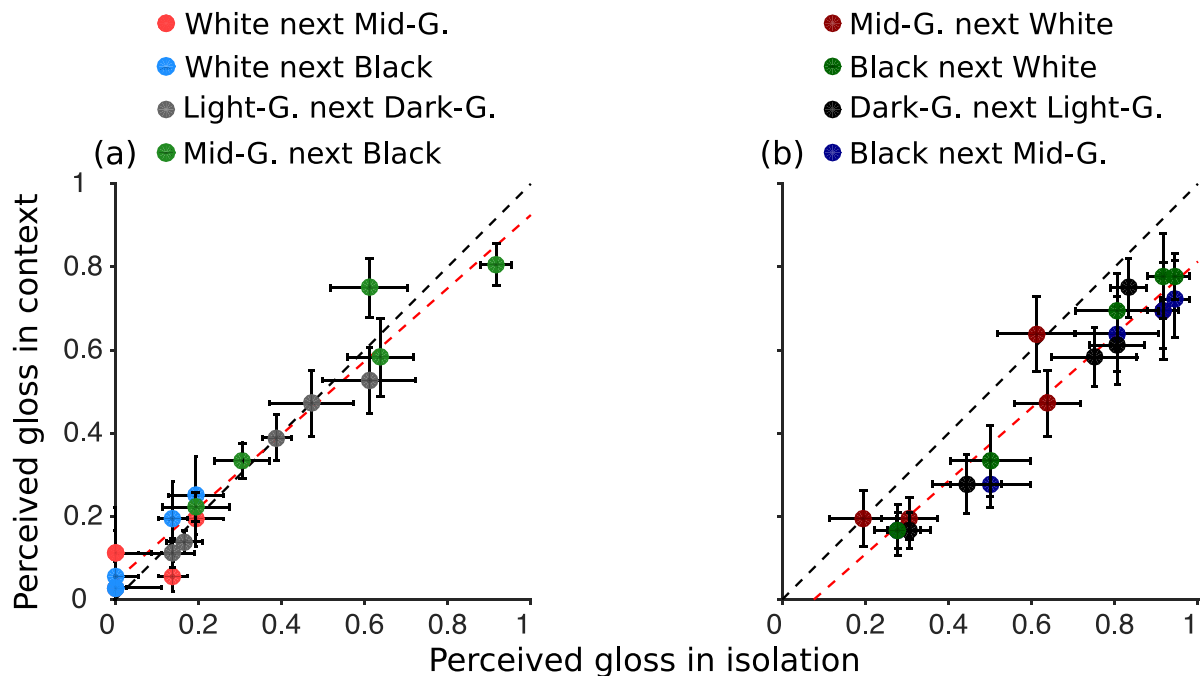 White next Mid-G.
White next Black
Light-G. next Dark-G.
(a) Mid-G. next Black
Mid-G. next White
Black next White
Dark-G. next Light-G.
(b) Black next Mid-G.
Perceived gloss in context
1
0.8
0.6
0.4
0.2
0
0 0.2 0.4 0.6 0.8 1
0 0.2 0.4 0.6 0.8 1
Perceived gloss in isolation